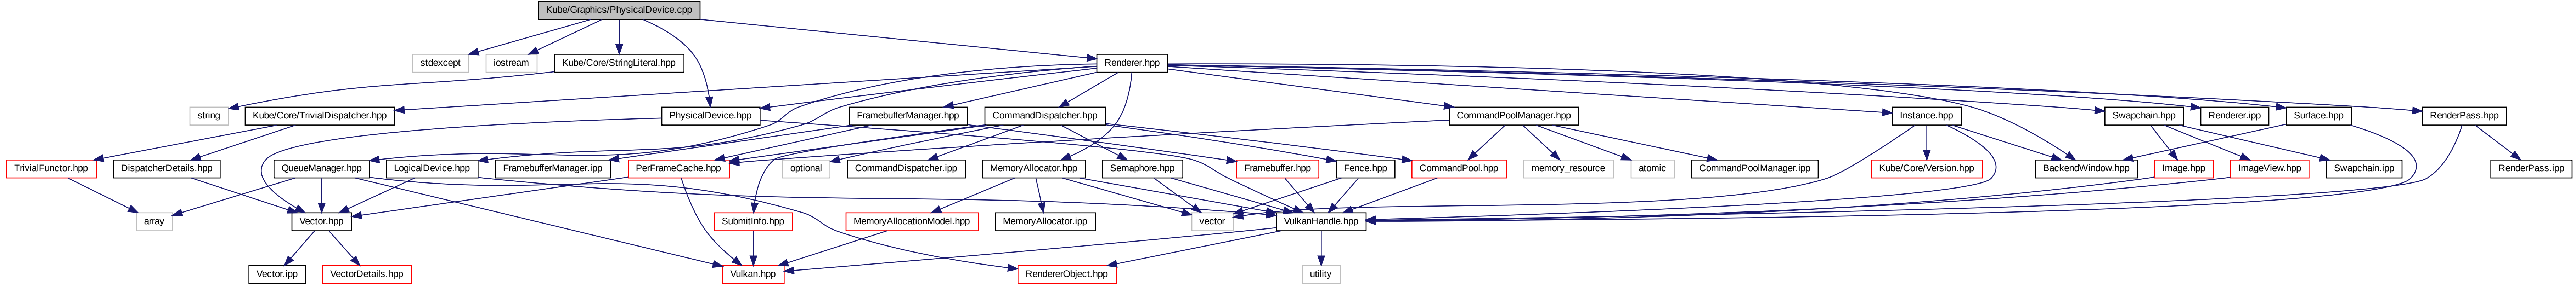 Kube/Graphics/PhysicalDevice.cpp
stdexcept
iostream
Kube/Core/StringLiteral.hpp
Renderer.hpp
string
Kube/Core/TrivialDispatcher.hpp
PhysicalDevice.hpp
FramebufferManager.hpp
CommandDispatcher.hpp
CommandPoolManager.hpp
Instance.hpp
Swapchain.hpp
Renderer.ipp
Surface.hpp
RenderPass.hpp
TrivialFunctor.hpp
DispatcherDetails.hpp
QueueManager.hpp
LogicalDevice.hpp
FramebufferManager.ipp
PerFrameCache.hpp
optional
CommandDispatcher.ipp
MemoryAllocator.hpp
Semaphore.hpp
Framebuffer.hpp
Fence.hpp
CommandPool.hpp
memory_resource
atomic
CommandPoolManager.ipp
Kube/Core/Version.hpp
BackendWindow.hpp
Image.hpp
ImageView.hpp
Swapchain.ipp
RenderPass.ipp
array
Vector.hpp
SubmitInfo.hpp
MemoryAllocationModel.hpp
MemoryAllocator.ipp
vector
VulkanHandle.hpp
Vector.ipp
VectorDetails.hpp
Vulkan.hpp
RendererObject.hpp
utility